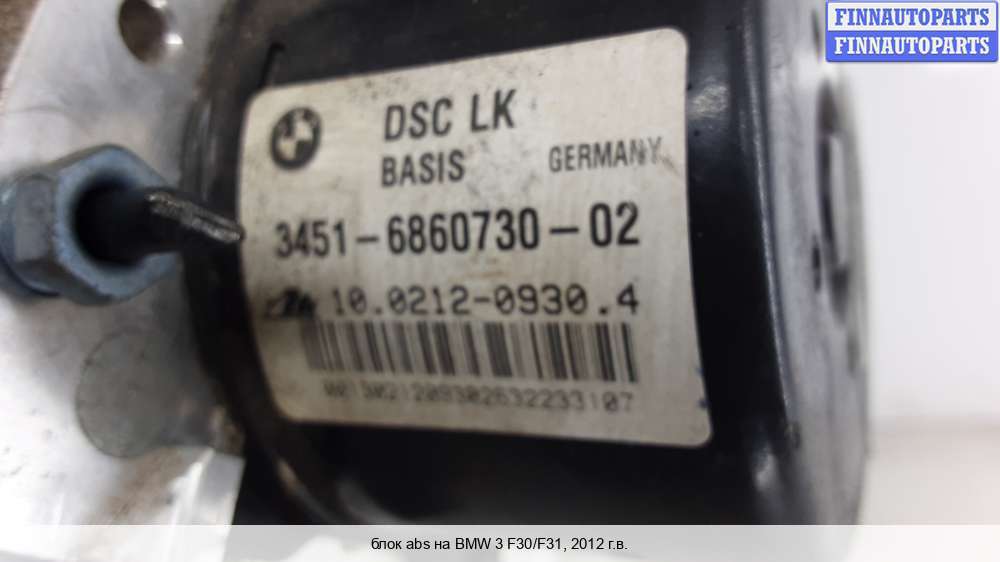 FINNAUTOPARTS
FINNAUTOPARTS
DSC LK
BASIS GERMANY
3451-6860730-02
10.0212-0930.4
блок abs на BMW 3 F30/F31, 2012 г.в.